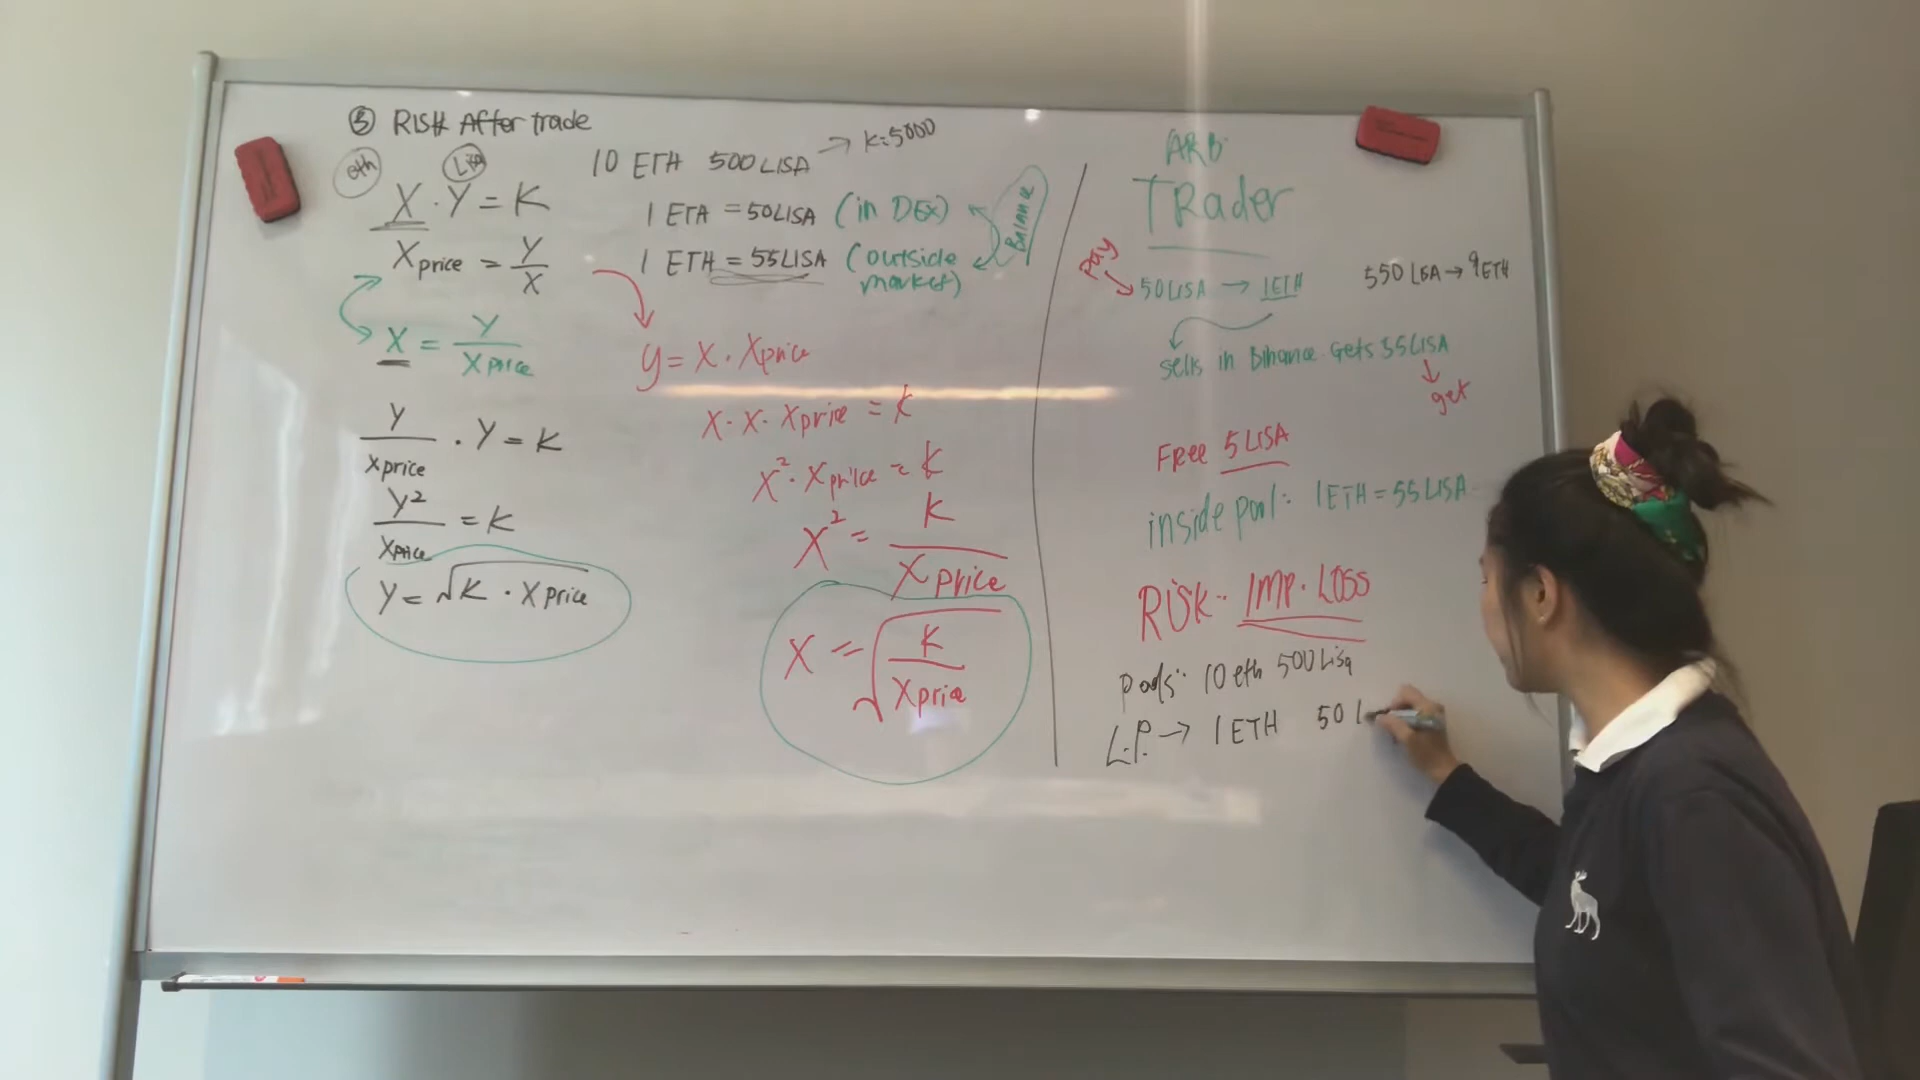 ③ RISK After trade
eth Lisa
X · Y = K
Xprice = Y / X
X = Y / Xprice
Y / Xprice · Y = K
Y² / Xprice = K
Y = √K · Xprice
10 ETH 500 LISA → K=5000
1 ETA = 50 LISA (in DEX)
1 ETH = 55 LISA (outside market)
Balance
y = X · Xprice
X · X · Xprice = K
X² · Xprice = K
X² = K / Xprice
X = √K / Xprice
ARB.
TRader
pay
50 LISA → 1 ETH
550 LISA → 9 ETH
sells in Binance. Gets 55 LISA
get
Free 5 LISA
inside pool: 1 ETH = 55 LISA
RISK: IMP. LOSS
Pools: 10 eth 500 Lisa
L.P. → 1 ETH 50 L